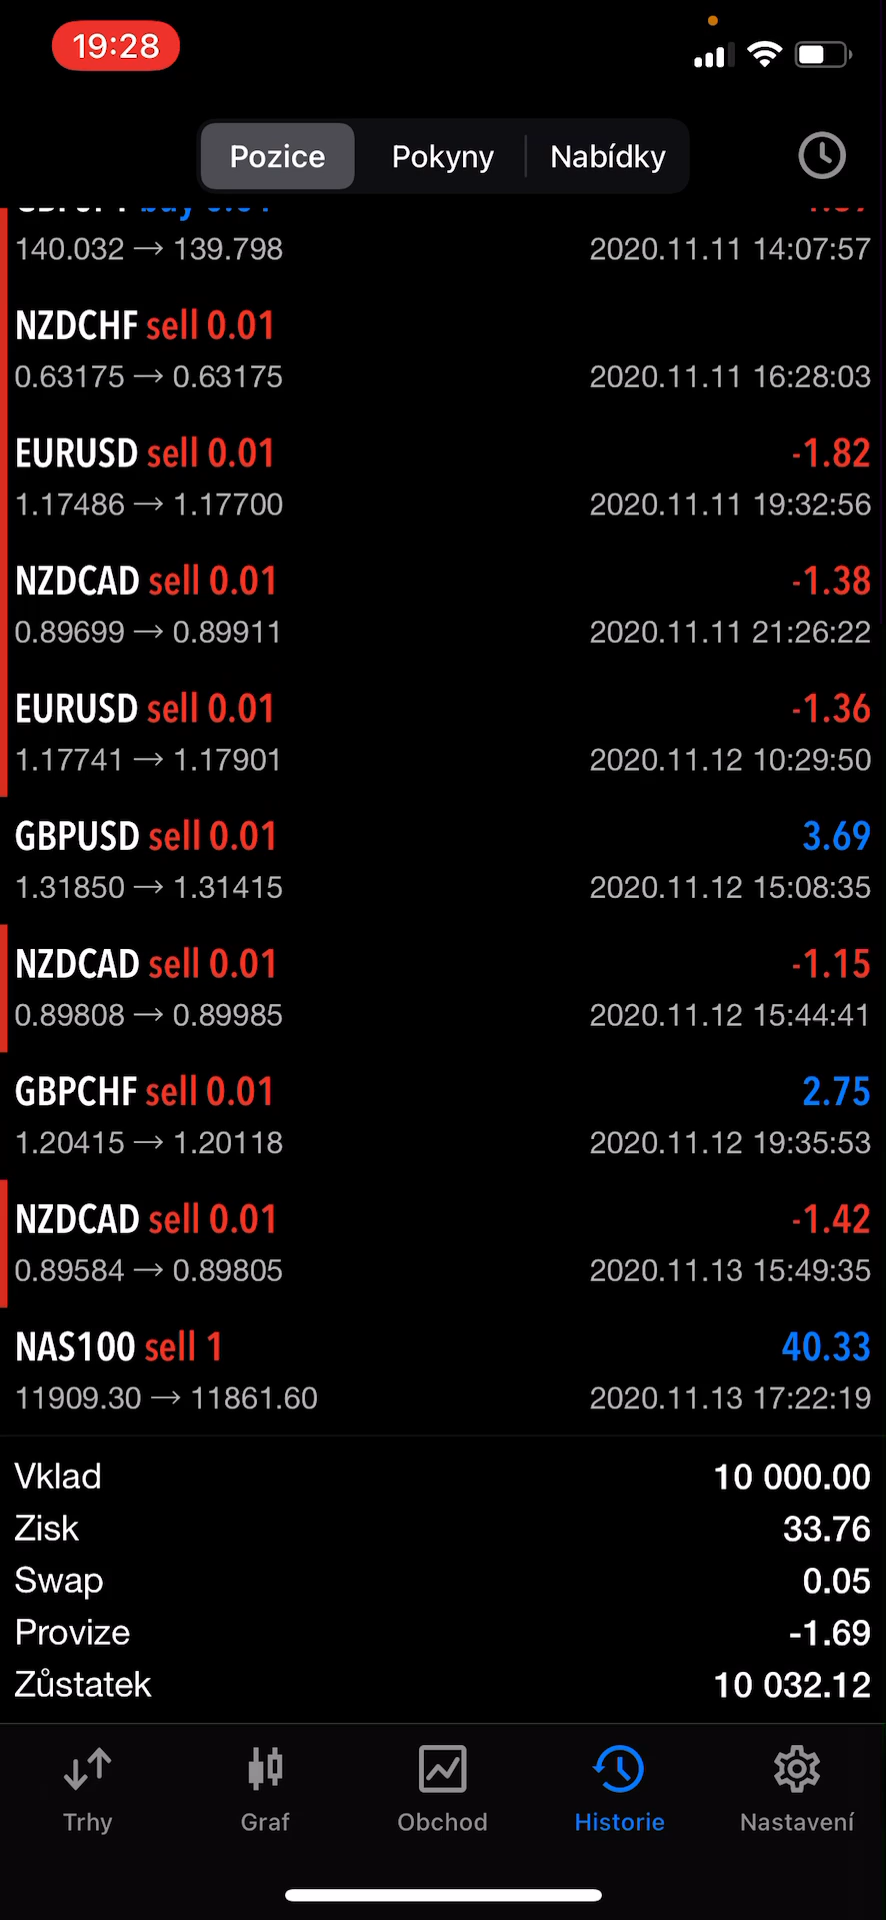 19:28
Pozice Pokyny Nabídky
140.032 → 139.798 2020.11.11 14:07:57
NZDCHF sell 0.01
0.63175 → 0.63175 2020.11.11 16:28:03
EURUSD sell 0.01 -1.82
1.17486 → 1.17700 2020.11.11 19:32:56
NZDCAD sell 0.01 -1.38
0.89699 → 0.89911 2020.11.11 21:26:22
EURUSD sell 0.01 -1.36
1.17741 → 1.17901 2020.11.12 10:29:50
GBPUSD sell 0.01 3.69
1.31850 → 1.31415 2020.11.12 15:08:35
NZDCAD sell 0.01 -1.15
0.89808 → 0.89985 2020.11.12 15:44:41
GBPCHF sell 0.01 2.75
1.20415 → 1.20118 2020.11.12 19:35:53
NZDCAD sell 0.01 -1.42
0.89584 → 0.89805 2020.11.13 15:49:35
NAS100 sell 1 40.33
11909.30 → 11861.60 2020.11.13 17:22:19
Vklad 10 000.00
Zisk 33.76
Swap 0.05
Provize -1.69
Zůstatek 10 032.12
Trhy Graf Obchod Historie Nastavení